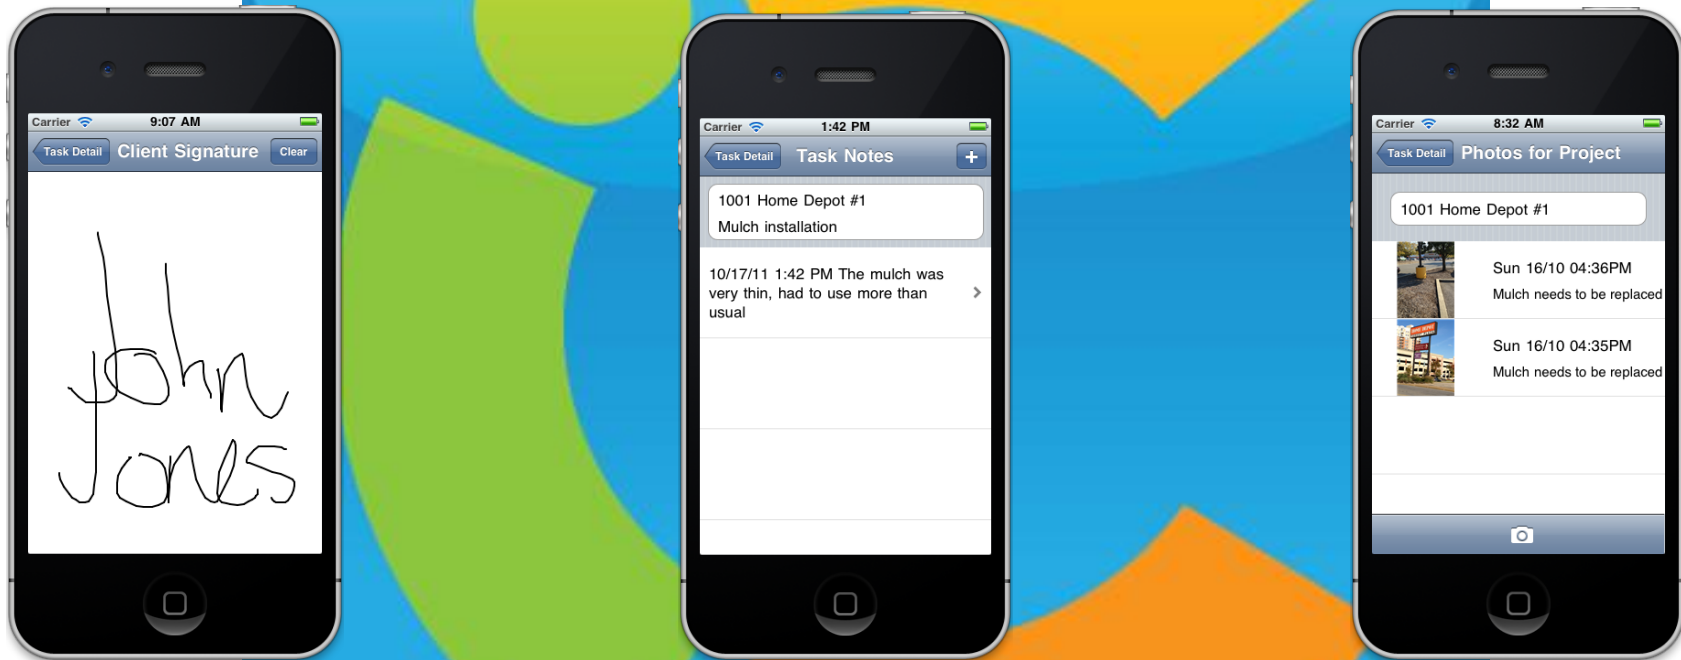 Carrier 9:07 AM
Task Detail Client Signature Clear
John
Jones
Carrier 1:42 PM
Task Detail Task Notes +
1001 Home Depot #1
Mulch installation
10/17/11 1:42 PM The mulch was
very thin, had to use more than
usual
Carrier 8:32 AM
Task Detail Photos for Project
1001 Home Depot #1
Sun 16/10 04:36PM
Mulch needs to be replaced
Sun 16/10 04:35PM
Mulch needs to be replaced